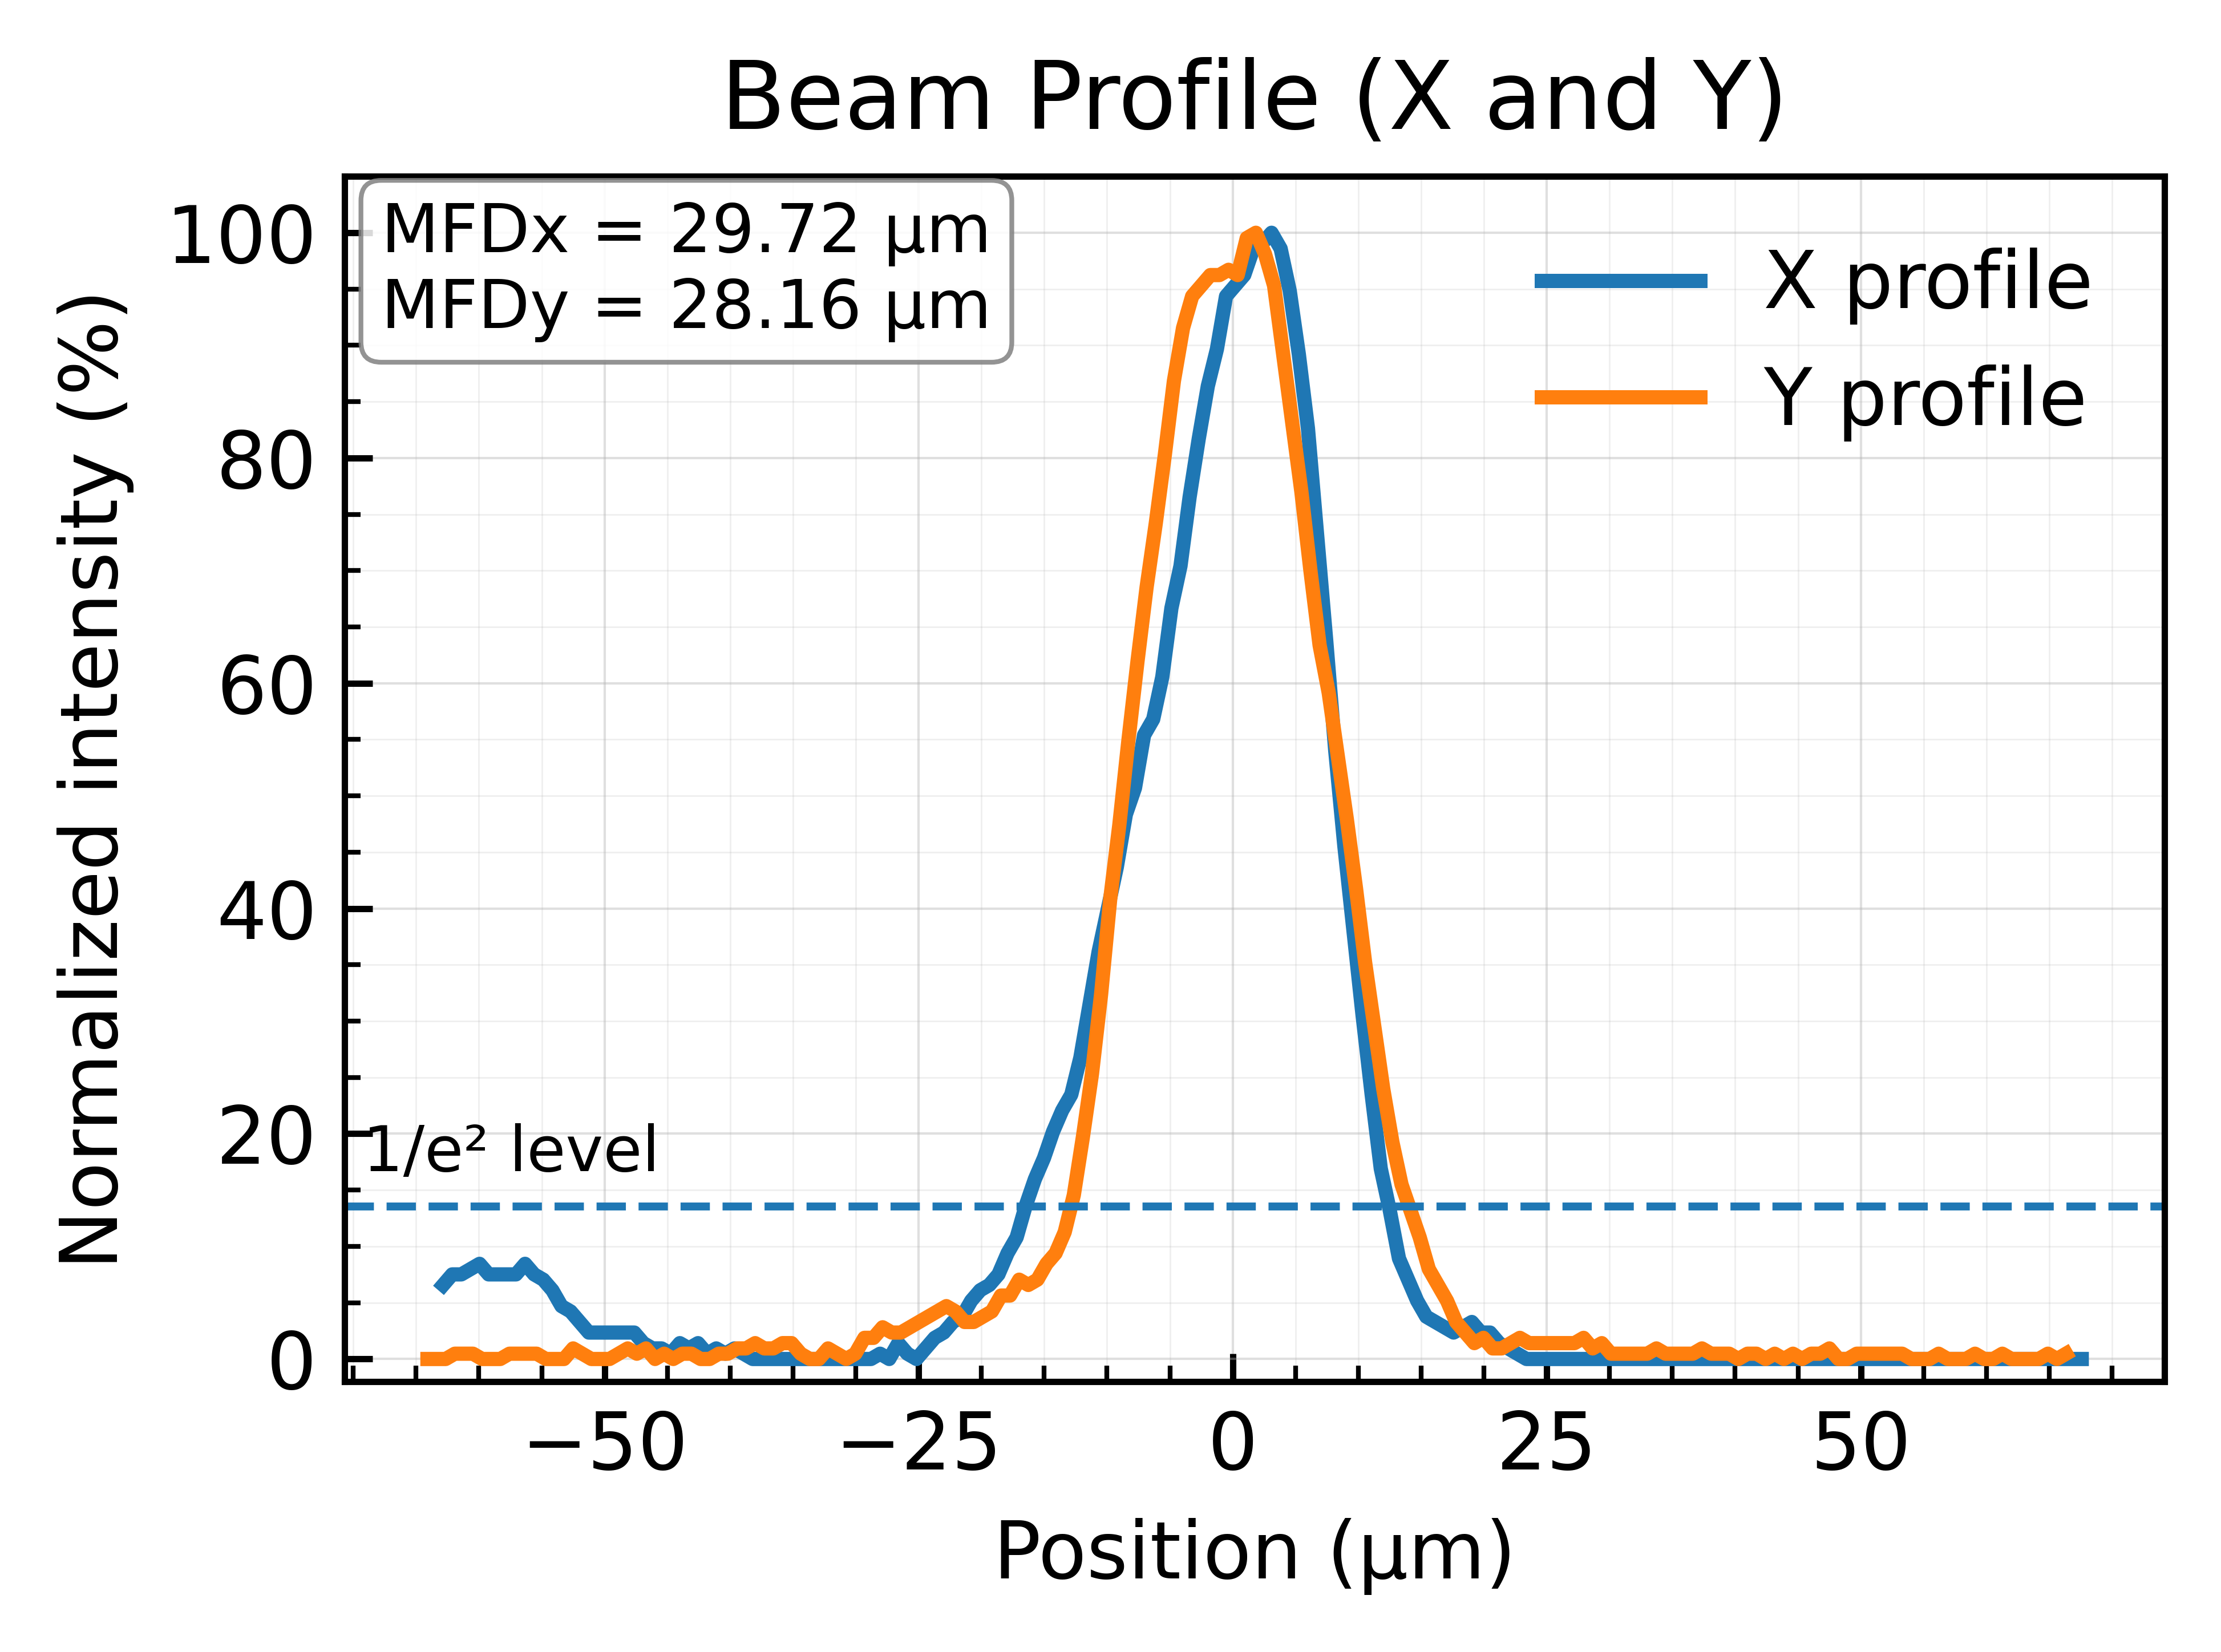 Beam Profile (X and Y)
MFDx = 29.72 µm
MFDy = 28.16 µm
X profile
Y profile
1/e² level
Normalized intensity (%)
100
80
60
40
20
0
−50
−25
0
25
50
Position (µm)